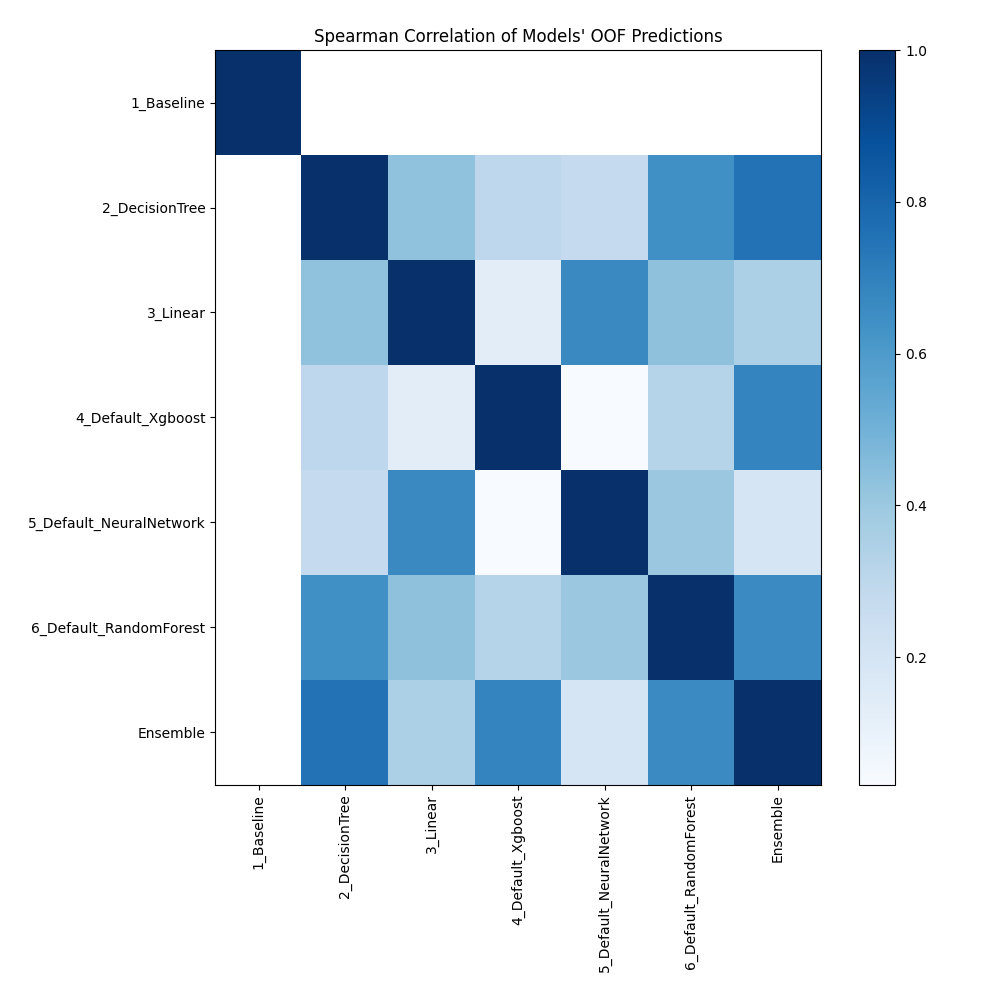 Spearman Correlation of Models' OOF Predictions
1_Baseline
2_DecisionTree
3_Linear
4_Default_Xgboost
5_Default_NeuralNetwork
6_Default_RandomForest
Ensemble
1_Baseline
2_DecisionTree
3_Linear
4_Default_Xgboost
5_Default_NeuralNetwork
6_Default_RandomForest
Ensemble
1.0
0.8
0.6
0.4
0.2